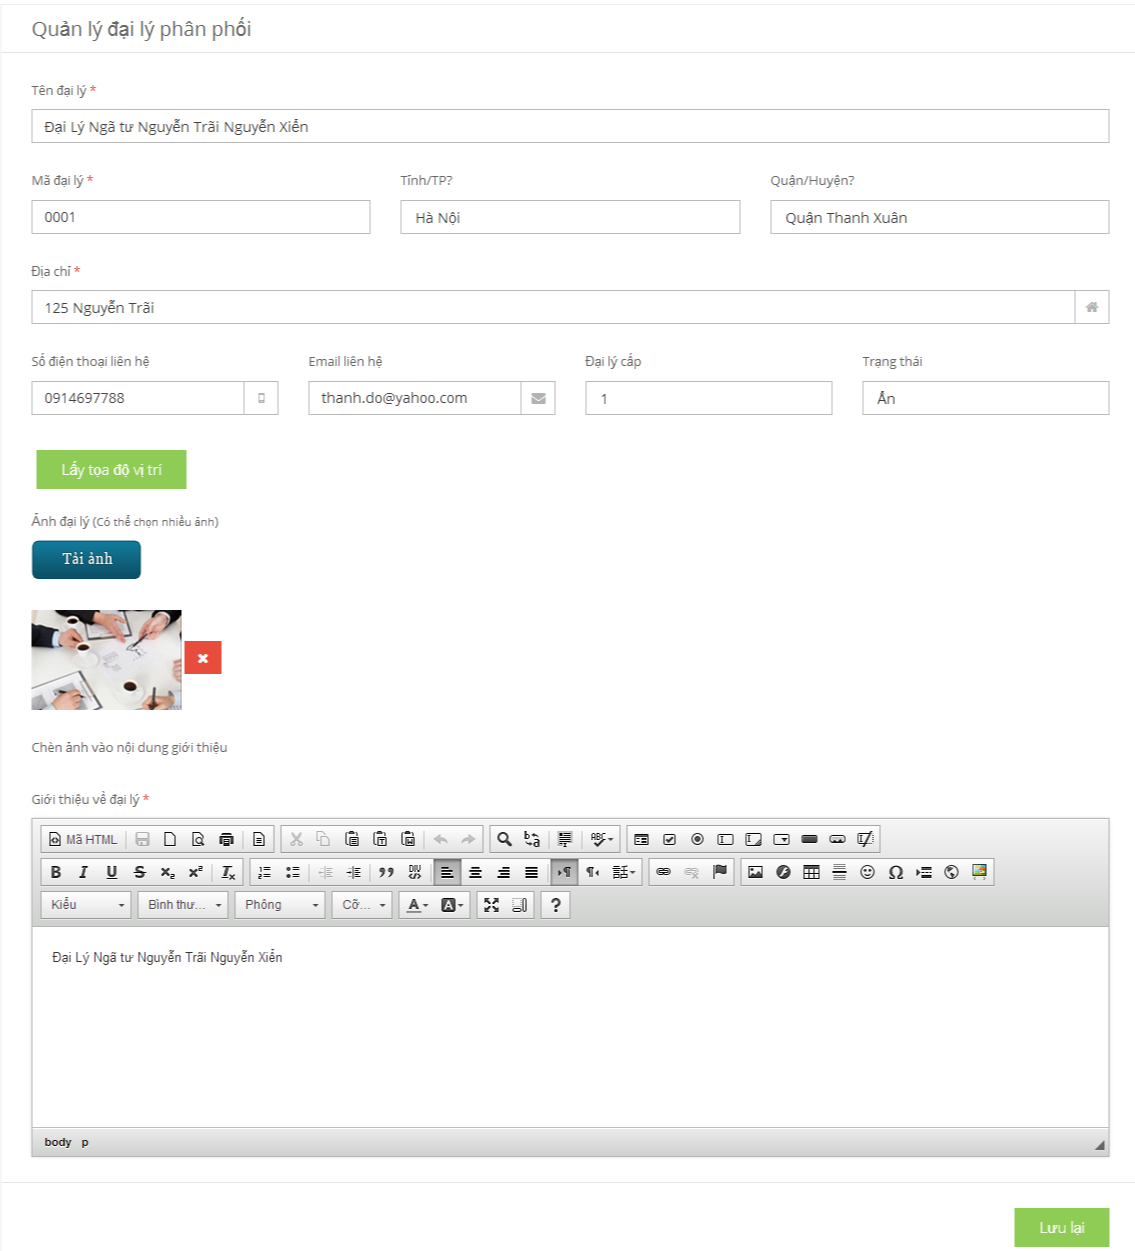 Quản lý đại lý phân phối
Tên đại lý *
Đại Lý Ngã tư Nguyễn Trãi Nguyễn Xiển
Mã đại lý * Tỉnh/TP? Quận/Huyện?
0001 Hà Nội Quận Thanh Xuân
Địa chỉ *
125 Nguyễn Trãi
Số điện thoại liên hệ Email liên hệ Đại lý cấp Trạng thái
0914697788 thanh.do@yahoo.com 1 Ẩn
Lấy tọa độ vị trí
Ảnh đại lý (Có thể chọn nhiều ảnh)
Tải ảnh
Chèn ảnh vào nội dung giới thiệu
Giới thiệu về đại lý *
Mã HTML
Kiểu Bình thư... Phông Cỡ...
Đại Lý Ngã tư Nguyễn Trãi Nguyễn Xiển
body p
Lưu lại